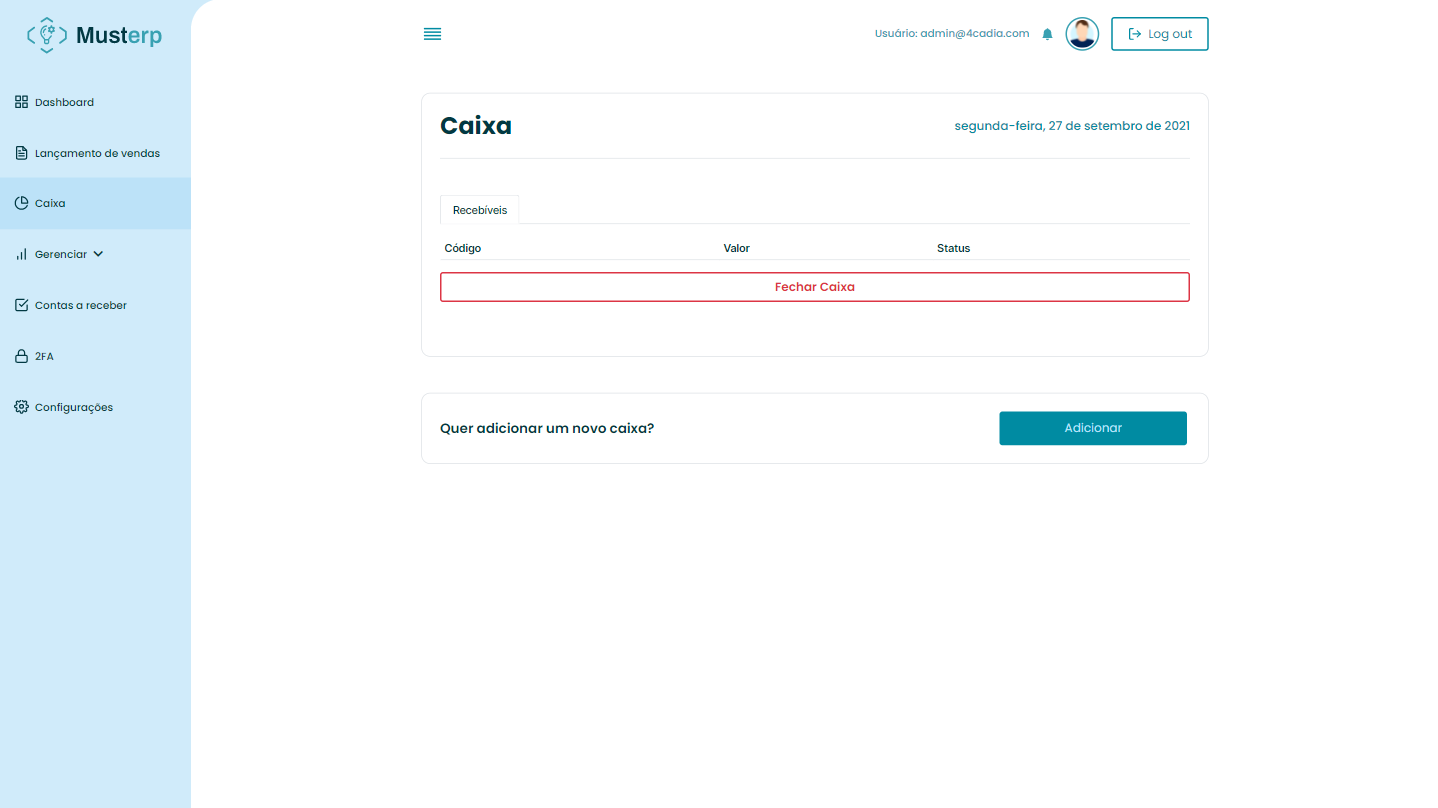 Musterp
Usuário: admin@4cadia.com
Log out
Dashboard
Lançamento de vendas
Caixa
Gerenciar
Contas a receber
2FA
Configurações
Caixa
segunda-feira, 27 de setembro de 2021
Recebíveis
Código Valor Status
Fechar Caixa
Quer adicionar um novo caixa?
Adicionar